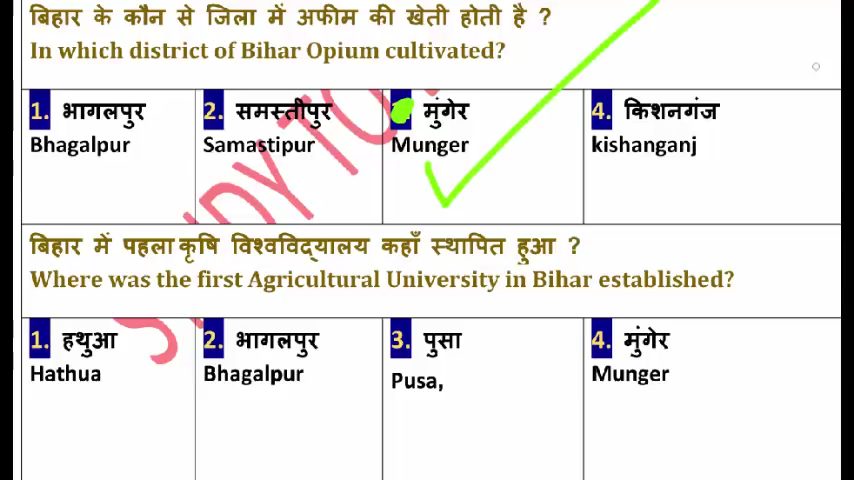 बिहार के कौन से जिला में अफीम की खेती होती है ?
In which district of Bihar Opium cultivated?
1. भागलपुर 2. समस्तीपुर मुंगेर 4. किशनगंज
Bhagalpur Samastipur Munger kishanganj
बिहार में पहला कृषि विश्वविद्यालय कहाँ स्थापित हुआ ?
Where was the first Agricultural University in Bihar established?
1. हथुआ 2. भागलपुर 3. पुसा 4. मुंगेर
Hathua Bhagalpur Pusa, Munger